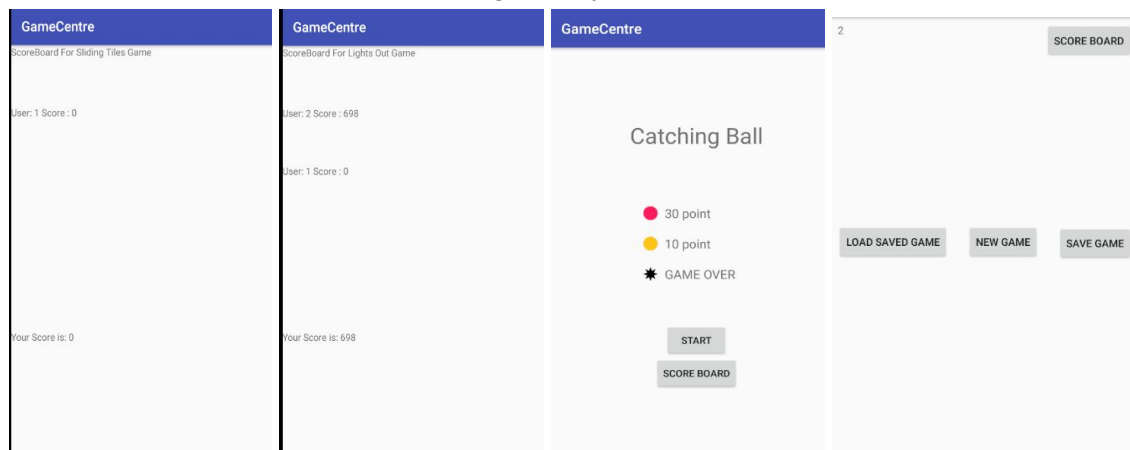 GameCentre
ScoreBoard For Sliding Tiles Game
User: 1 Score : 0
Your Score is: 0
GameCentre
ScoreBoard For Lights Out Game
User: 2 Score : 698
User: 1 Score : 0
Your Score is: 698
GameCentre
Catching Ball
30 point
10 point
GAME OVER
START
SCORE BOARD
2
SCORE BOARD
LOAD SAVED GAME
NEW GAME
SAVE GAME